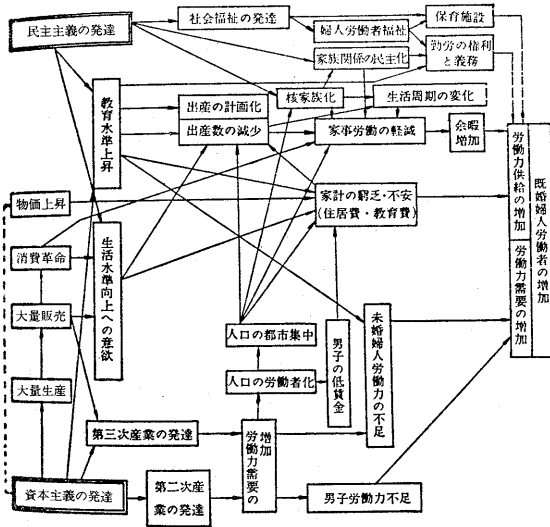 民主主義の発達
社会福祉の発達
婦人労働者福祉
保育施設
家族関係の民主化
勤労の権利
と義務
教育水準上昇
核家族化
生活周期の変化
出産の計画化
出産数の減少
家事労働の軽減
余暇
増加
物価上昇
家計の窮乏・不安
(住居費・教育費)
労働力供給の増加
労働力需要の増加
既婚婦人労働者の増加
消費革命
生活水準向上への意欲
大量販売
人口の都市集中
男子の低賃金
未婚婦人労働力の不足
大量生産
人口の労働者化
第三次産業の発達
労働力需要の
増加
資本主義の発達
第二次産
業の発達
男子労働力不足